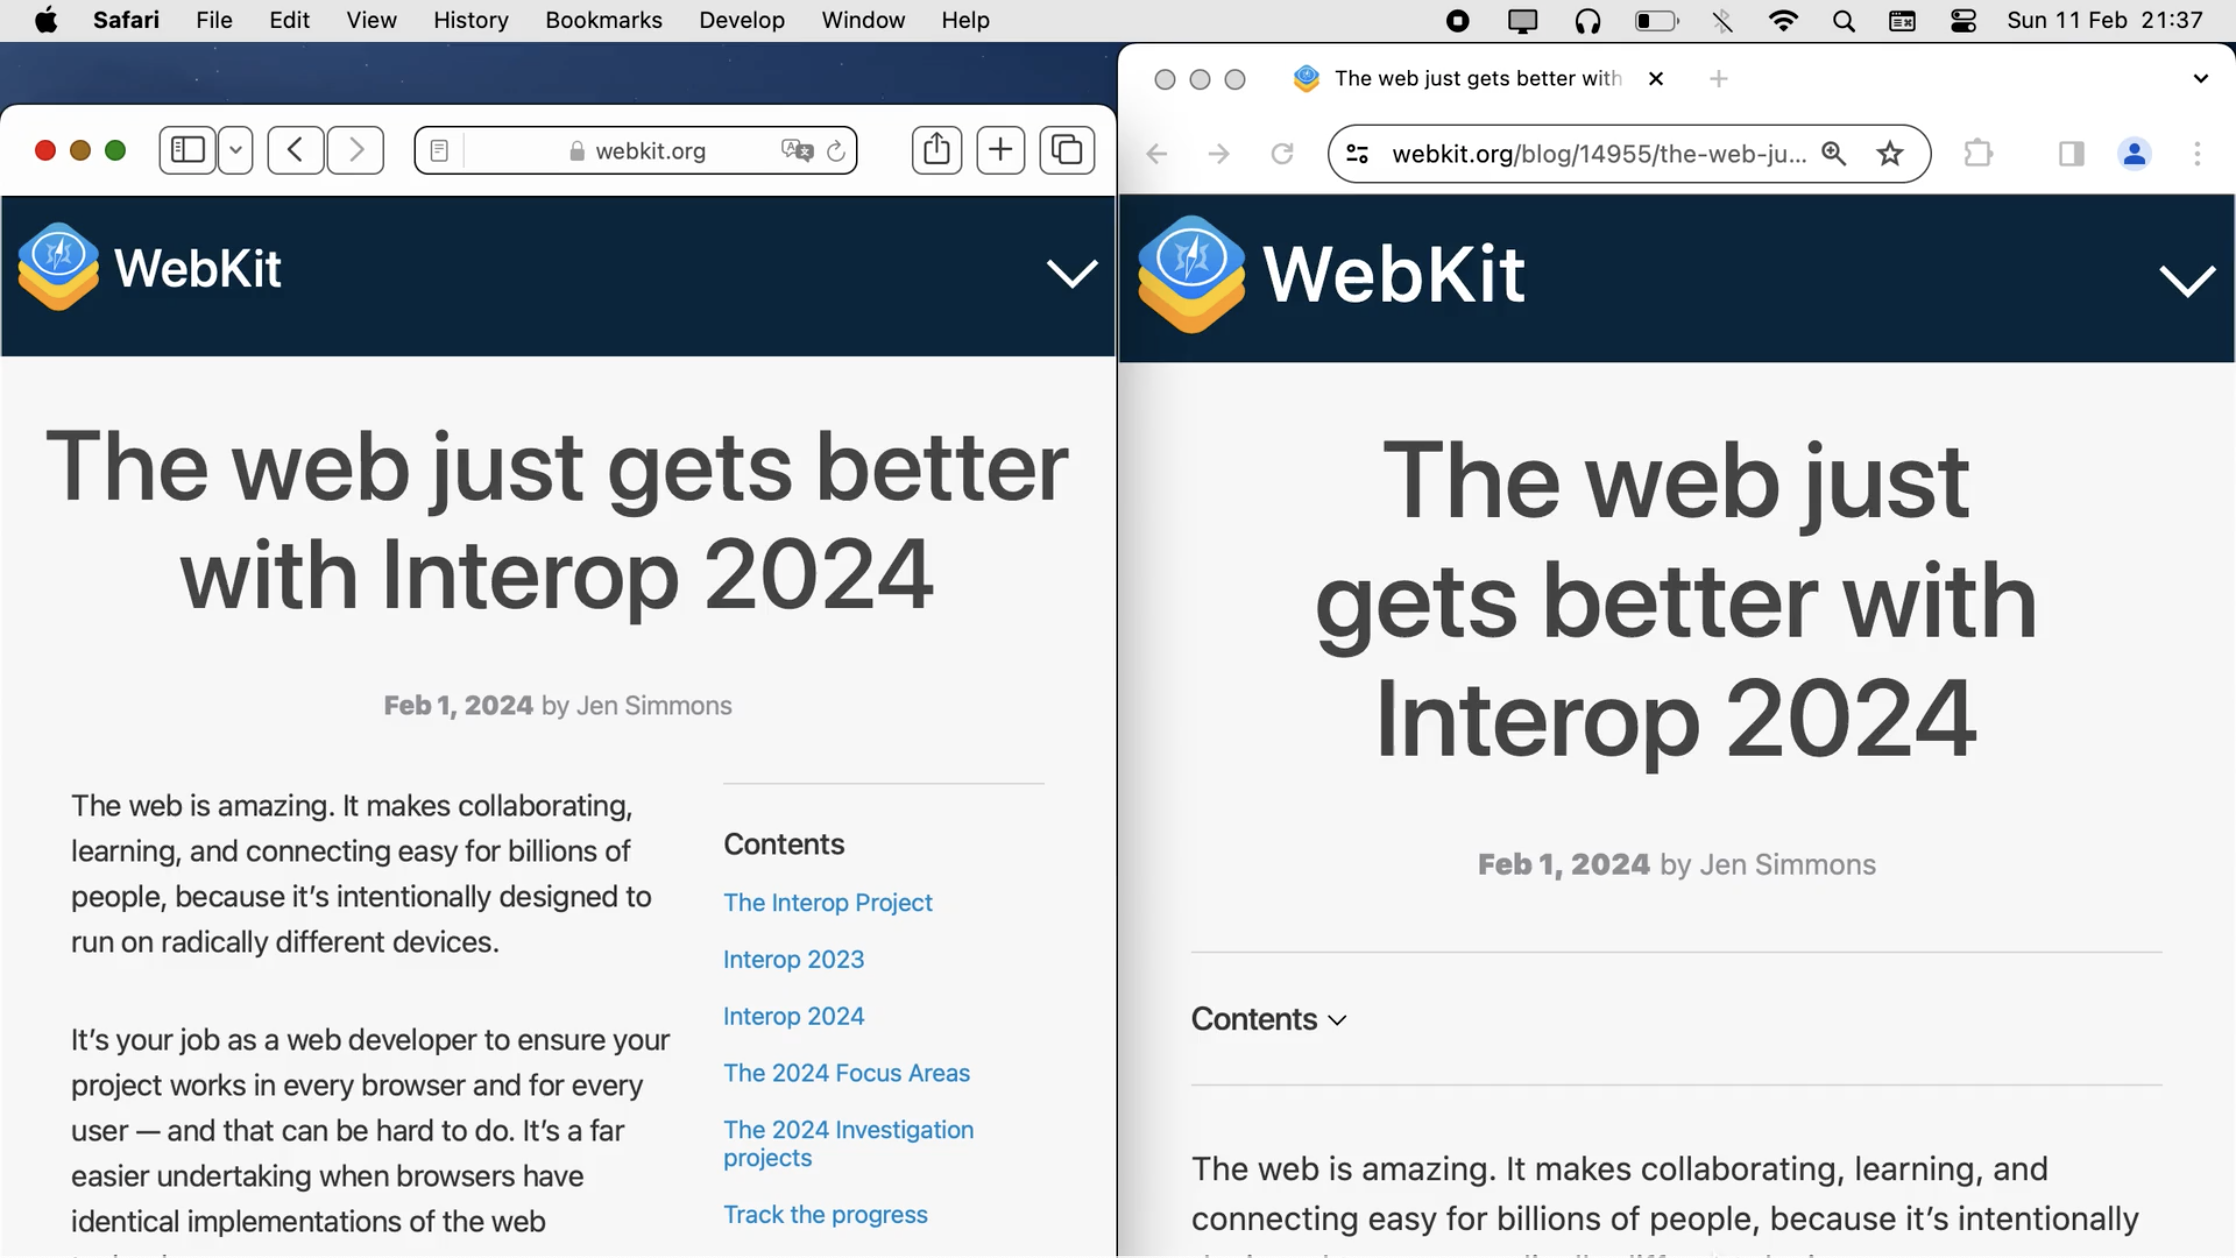 Safari File Edit View History Bookmarks Develop Window Help Sun 11 Feb 21:37
webkit.org
WebKit
The web just gets better
with Interop 2024
Feb 1, 2024 by Jen Simmons
The web is amazing. It makes collaborating,
learning, and connecting easy for billions of
people, because it’s intentionally designed to
run on radically different devices.
It’s your job as a web developer to ensure your
project works in every browser and for every
user — and that can be hard to do. It’s a far
easier undertaking when browsers have
identical implementations of the web
Contents
The Interop Project
Interop 2023
Interop 2024
The 2024 Focus Areas
The 2024 Investigation
projects
Track the progress
The web just gets better with
webkit.org/blog/14955/the-web-ju...
WebKit
The web just
gets better with
Interop 2024
Feb 1, 2024 by Jen Simmons
Contents
The web is amazing. It makes collaborating, learning, and
connecting easy for billions of people, because it’s intentionally